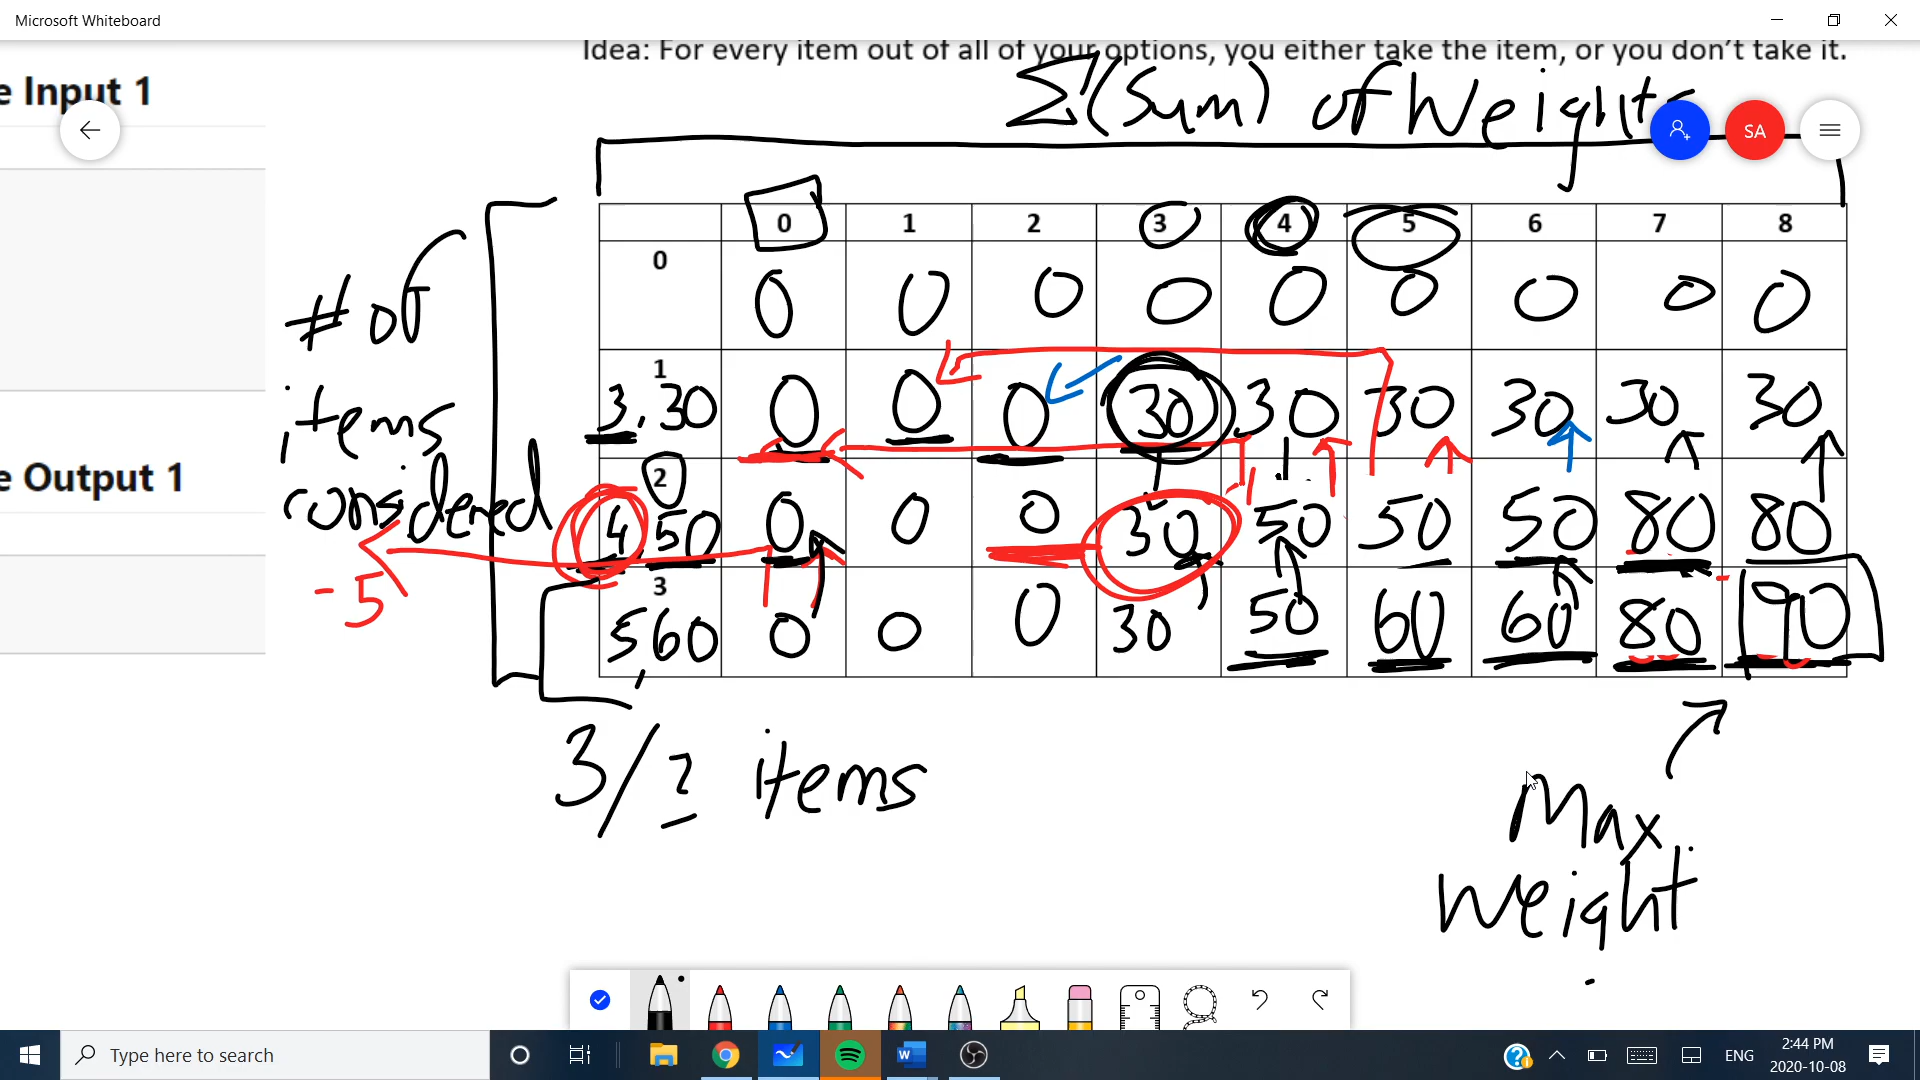 Microsoft Whiteboard
Idea: For every item out of all of your options, you either take the item, or you don't take it.
e Input 1
Σ(Sum) of Weights
SA
0 1 2 3 4 5 6 7 8
0
0 0 0 0 0 0 0 0 0
# of
items
considered
1
3, 30 0 0 0 30 30 30 30 30 30
2
4, 50 0 0 0 30 50 50 50 80 80
e Output 1
-5
3
5, 60 0 0 0 30 50 60 60 80 90
3/? items
Max
Weight
Type here to search
ENG
2:44 PM
2020-10-08